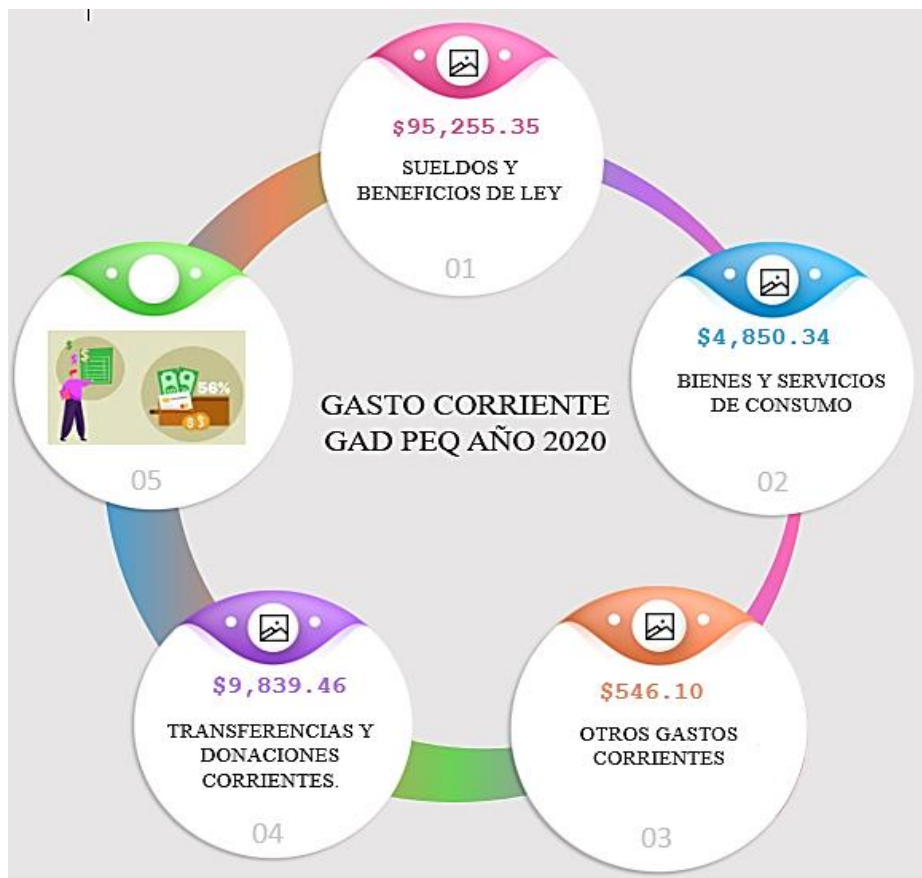 $95,255.35
SUELDOS Y
BENEFICIOS DE LEY
01
$4,850.34
BIENES Y SERVICIOS
DE CONSUMO
02
$546.10
OTROS GASTOS
CORRIENTES
03
$9,839.46
TRANSFERENCIAS Y
DONACIONES
CORRIENTES.
04
$
$
$
56%
$ $
05
GASTO CORRIENTE
GAD PEQ AÑO 2020